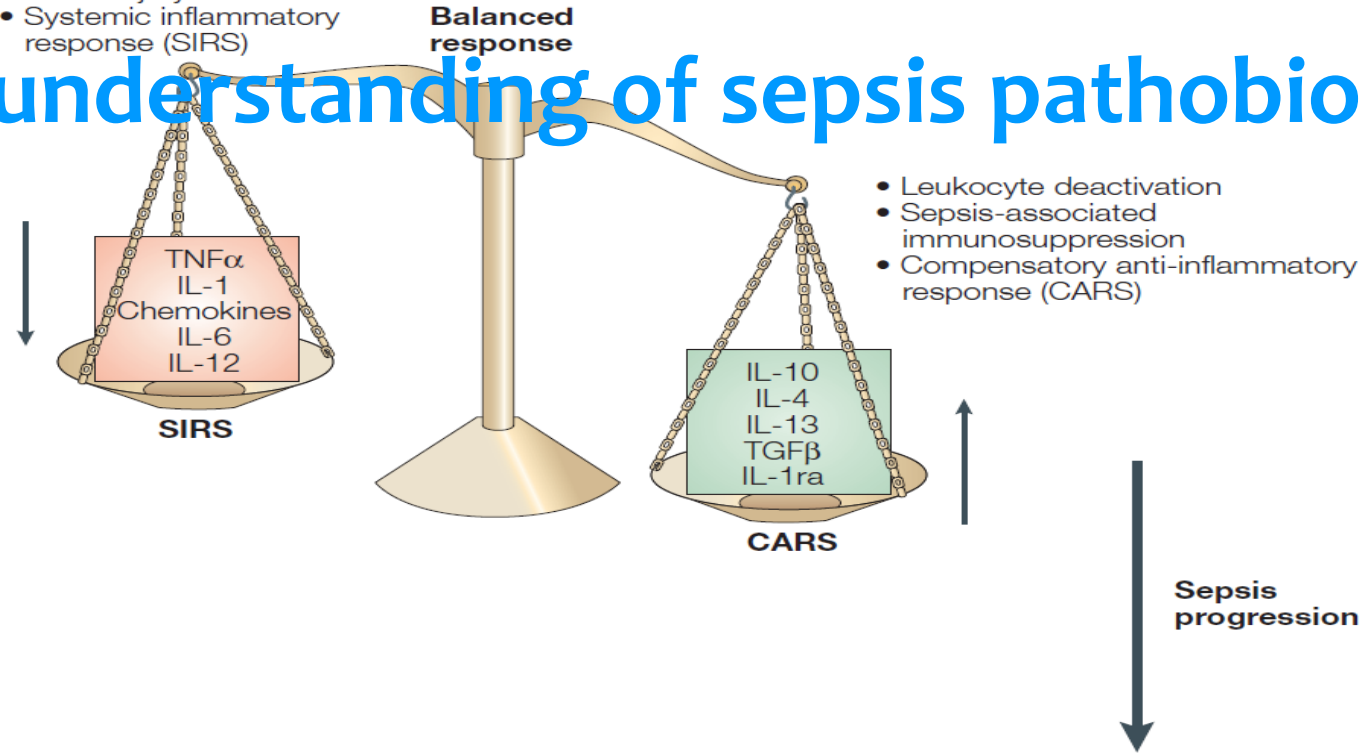 • Systemic inflammatory
response (SIRS)
Balanced
response
understanding of sepsis pathobio
• Leukocyte deactivation
• Sepsis-associated
immunosuppression
• Compensatory anti-inflammatory
response (CARS)
TNFα
IL-1
Chemokines
IL-6
IL-12
SIRS
IL-10
IL-4
IL-13
TGFβ
IL-1ra
CARS
Sepsis
progression